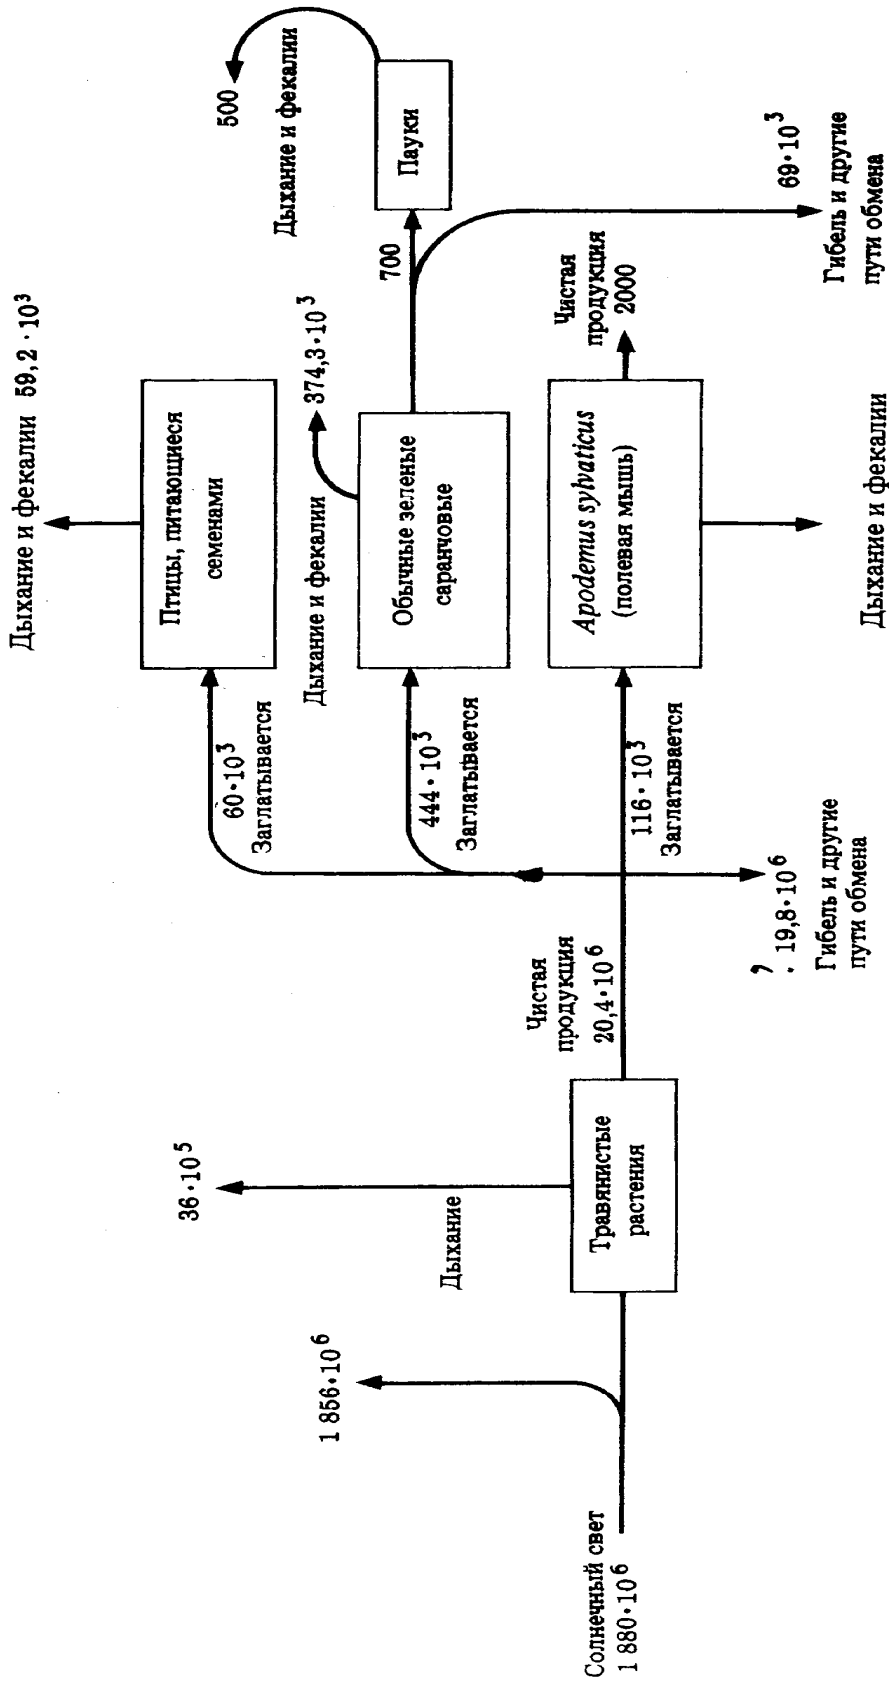 Солнечный свет
1 880·10⁶
1 856·10⁶
Травянистые
растения
Дыхание
36·10⁵
Чистая
продукция
20,4·10⁶
19,8·10⁶
Гибель и другие
пути обмена
60·10³
Заглатывается
Птицы, питающиеся
семенами
Дыхание и фекалии 59,2 · 10³
444·10³
Заглатывается
Обычные зеленые
саранчовые
Дыхание и фекалии
374,3·10³
116·10³
Заглатывается
Apodemus sylvaticus
(полевая мышь)
Чистая
продукция
2000
Дыхание и фекалии
700
Пауки
Дыхание и фекалии
500
69·10³
Гибель и другие
пути обмена